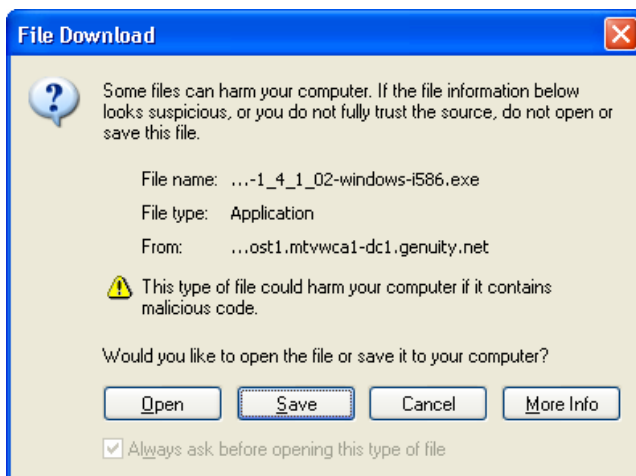 File Download
Some files can harm your computer. If the file information below
looks suspicious, or you do not fully trust the source, do not open or
save this file.
File name: ...-1_4_1_02-windows-i586.exe
File type: Application
From: ...ost1.mtvwca1-dc1.genuity.net
This type of file could harm your computer if it contains
malicious code.
Would you like to open the file or save it to your computer?
Open Save Cancel More Info
Always ask before opening this type of file